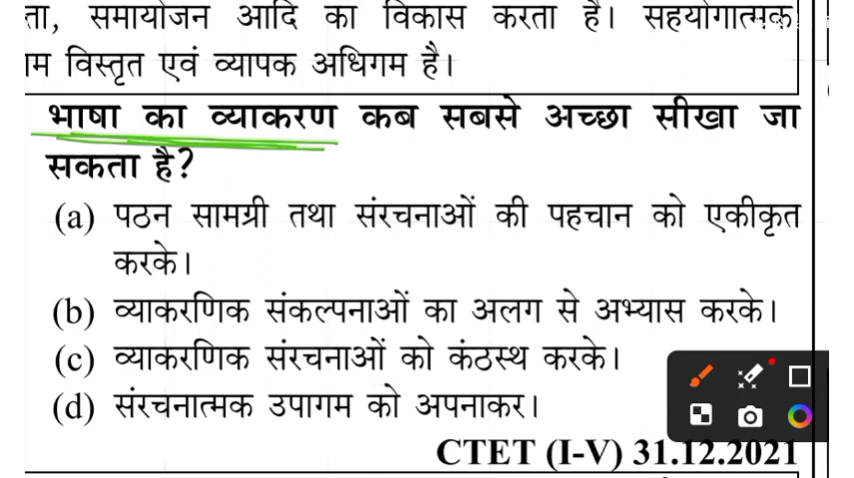 ता, समायोजन आदि का विकास करता है। सहयोगात्मक
ाम विस्तृत एवं व्यापक अधिगम है।
भाषा का व्याकरण कब सबसे अच्छा सीखा जा
सकता है?
(a) पठन सामग्री तथा संरचनाओं की पहचान को एकीकृत
करके।
(b) व्याकरणिक संकल्पनाओं का अलग से अभ्यास करके।
(c) व्याकरणिक संरचनाओं को कंठस्थ करके।
(d) संरचनात्मक उपागम को अपनाकर।
CTET (I-V) 31.12.2021